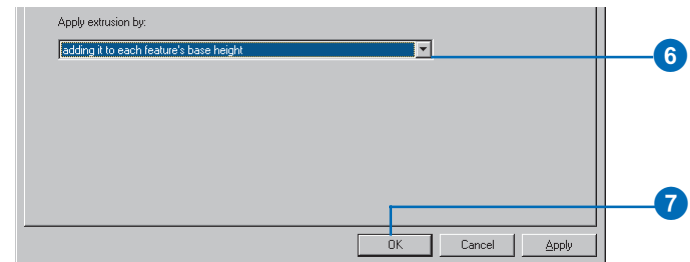 Apply extrusion by:
adding it to each feature's base height
6
7
OK Cancel Apply